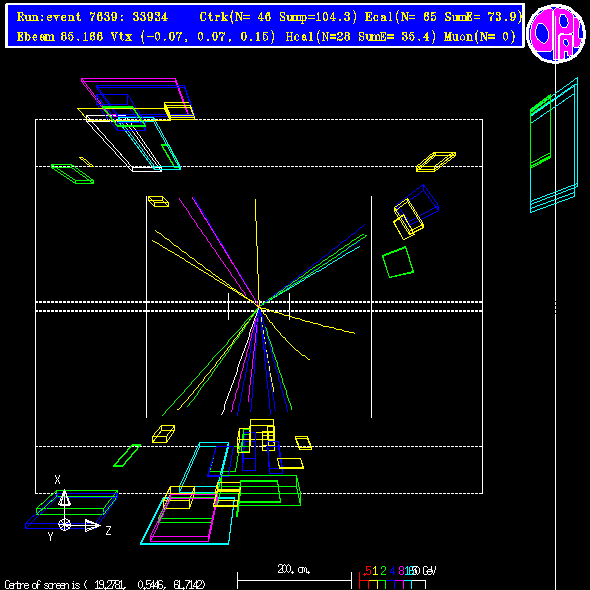 Run:event 7639: 33934 Ctrk(N= 46 Sump=104.3) Ecal(N= 65 SumE= 73.9)
Ebeam 85.166 Vtx (-0.07, 0.07, 0.15) Hcal(N=28 SumE= 35.4) Muon(N= 0)
OPAL
X
Y
Z
200. cm.
.5 1 2 4 8 GeV
Centre of screen is ( 19.2781, 0.5446, 61.7142)